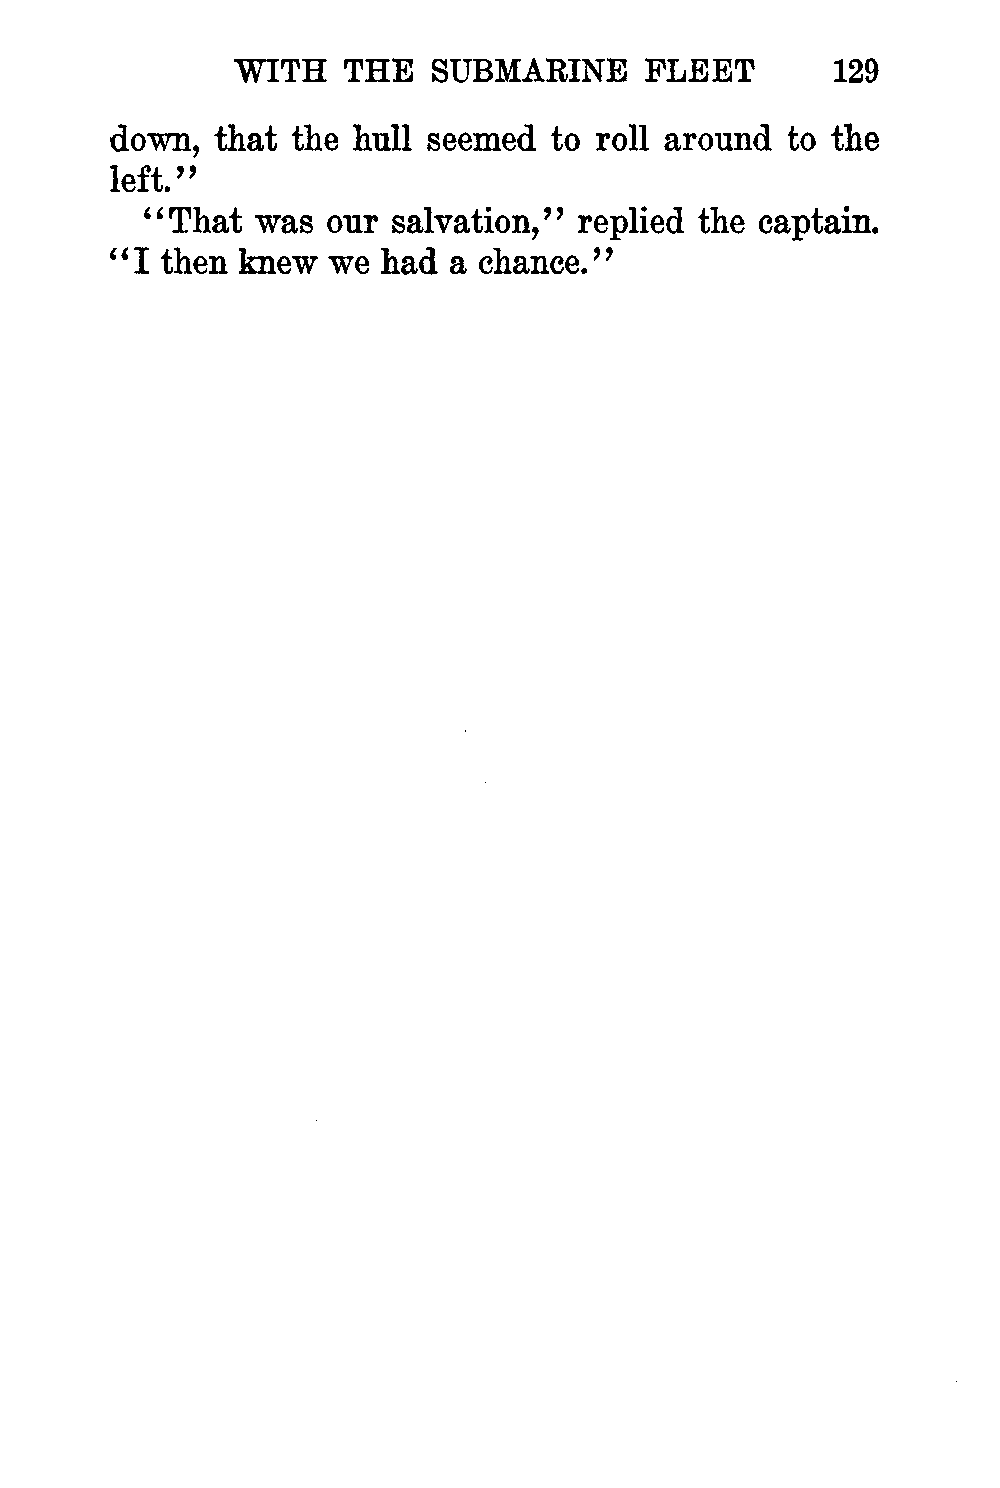 WITH THE SUBMARINE FLEET 129
down, that the hull seemed to roll around to the
left.”
“That was our salvation,” replied the captain.
“I then knew we had a chance.”